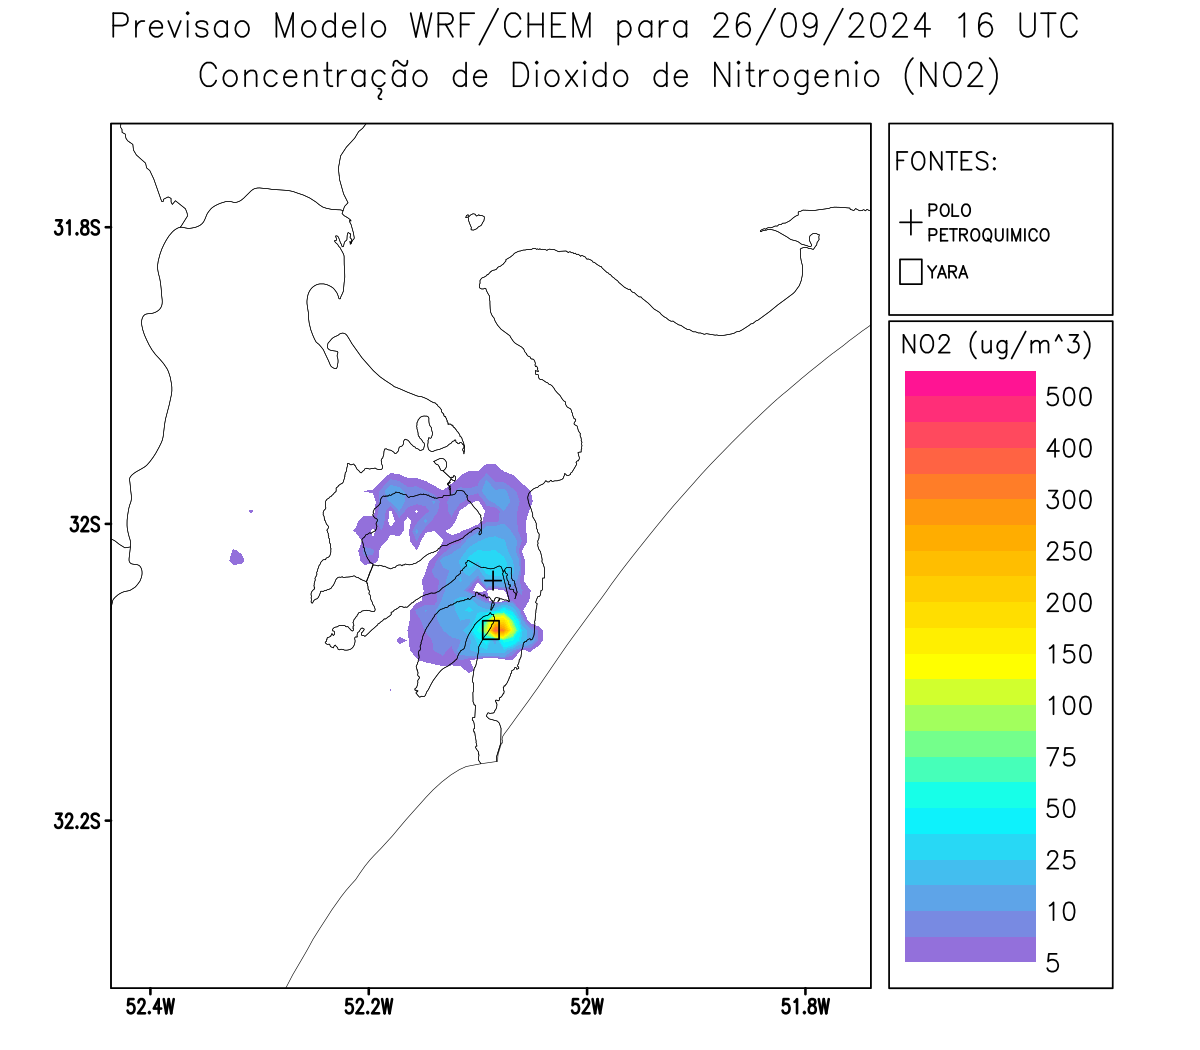 Previsao Modelo WRF/CHEM para 26/09/2024 16 UTC
Concentração de Dioxido de Nitrogenio (NO2)
FONTES:
POLO
PETROQUIMICO
YARA
NO2 (ug/m^3)
500
400
300
250
200
150
100
75
50
25
10
5
31.8S
32S
32.2S
52.4W
52.2W
52W
51.8W